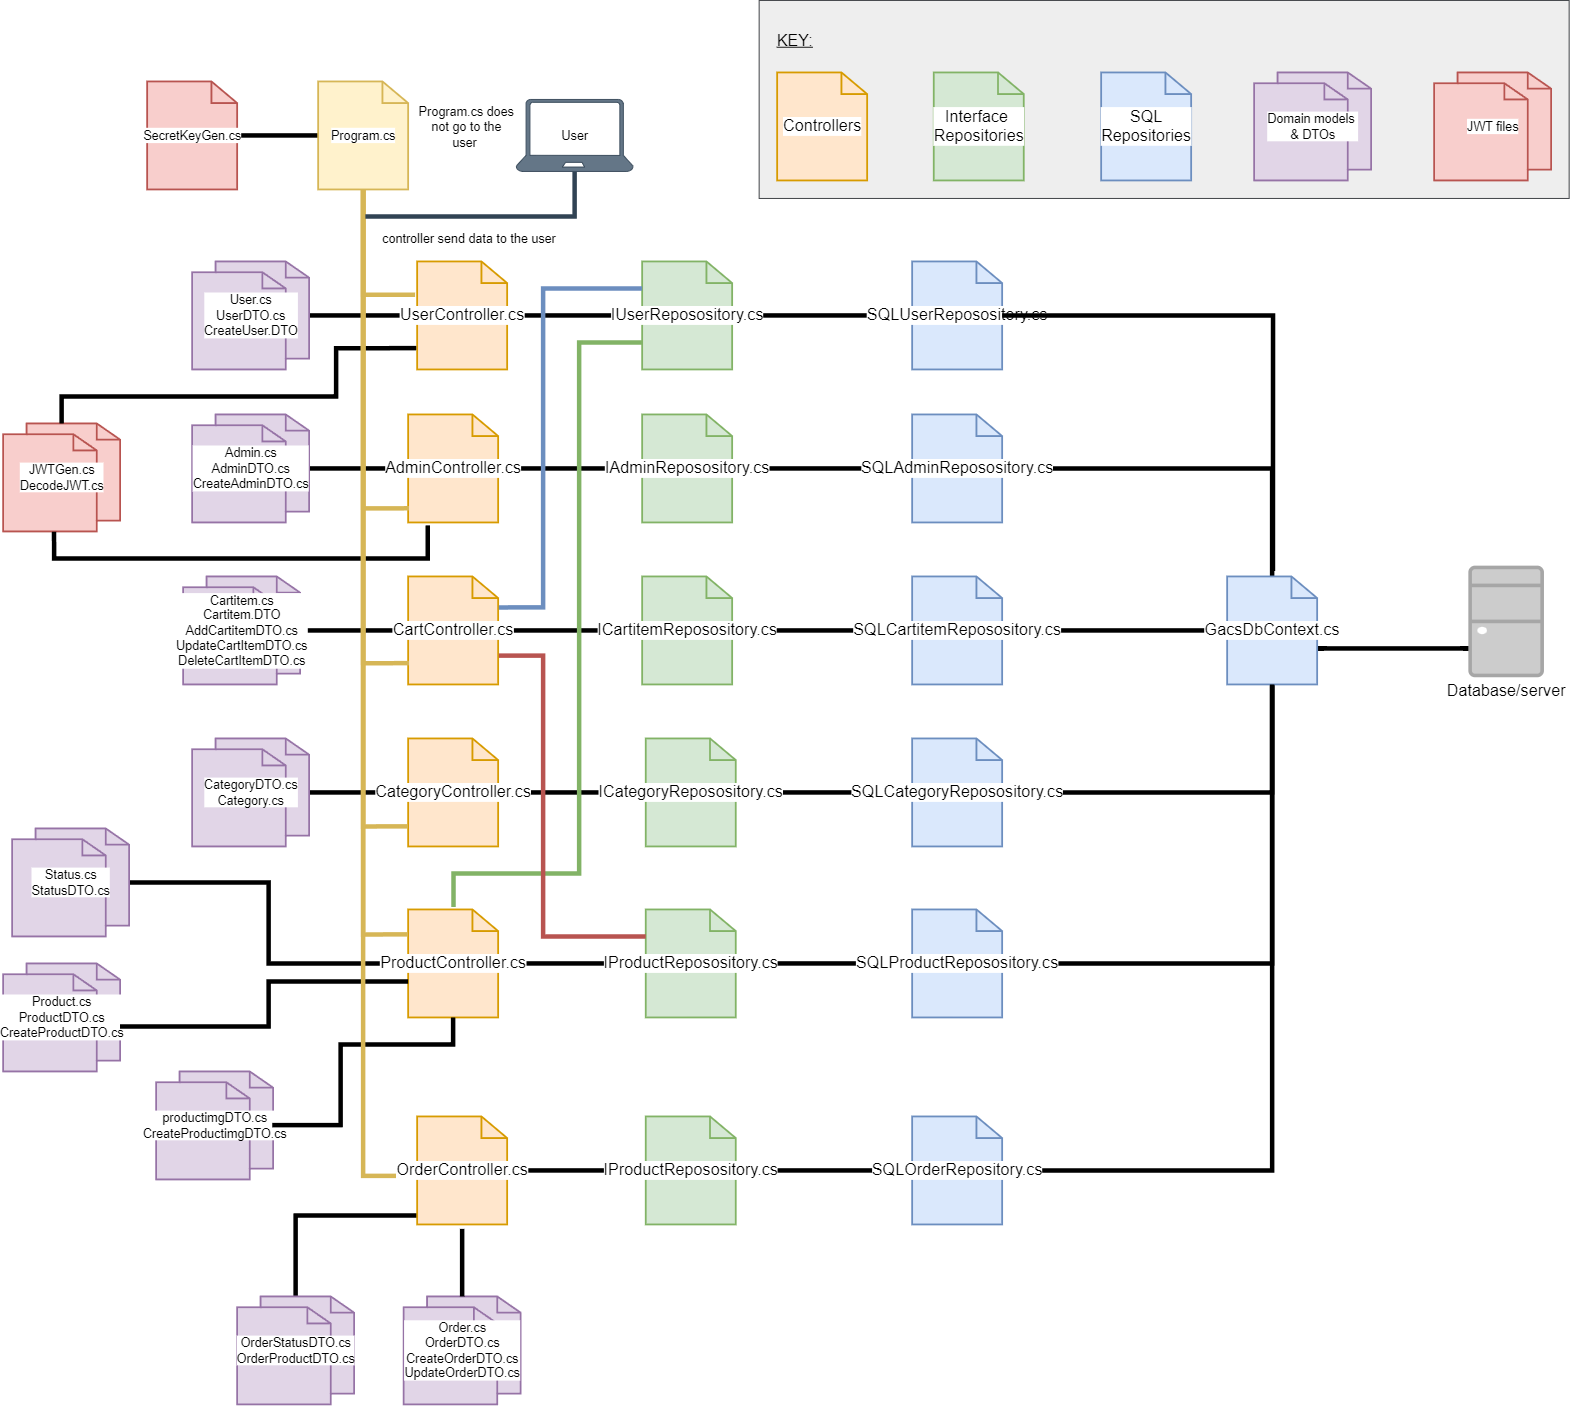 KEY:
Controllers
Interface
Repositories
SQL
Repositories
Domain models
& DTOs
JWT files
SecretKeyGen.cs
Program.cs
Program.cs does
not go to the
user
User
controller send data to the user
User.cs
UserDTO.cs
CreateUser.DTO
UserController.cs
IUserReposository.cs
SQLUserReposository.cs
JWTGen.cs
DecodeJWT.cs
Admin.cs
AdminDTO.cs
CreateAdminDTO.cs
AdminController.cs
IAdminReposository.cs
SQLAdminReposository.cs
Cartitem.cs
Cartitem.DTO
AddCartitemDTO.cs
UpdateCartItemDTO.cs
DeleteCartItemDTO.cs
CartController.cs
ICartitemReposository.cs
SQLCartitemReposository.cs
GacsDbContext.cs
Database/server
CategoryDTO.cs
Category.cs
CategoryController.cs
ICategoryReposository.cs
SQLCategoryReposository.cs
Status.cs
StatusDTO.cs
ProductController.cs
IProductReposository.cs
SQLProductReposository.cs
Product.cs
ProductDTO.cs
CreateProductDTO.cs
productimgDTO.cs
CreateProductimgDTO.cs
OrderController.cs
IProductReposository.cs
SQLOrderRepository.cs
OrderStatusDTO.cs
OrderProductDTO.cs
Order.cs
OrderDTO.cs
CreateOrderDTO.cs
UpdateOrderDTO.cs